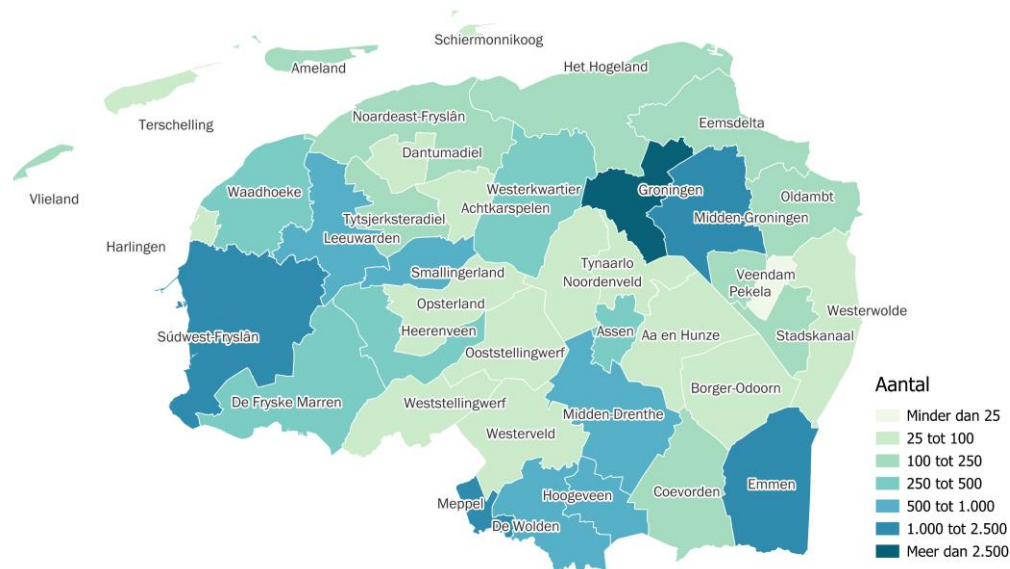 Schiermonnikoog
Ameland
Het Hogeland
Terschelling
Noardeast-Fryslân
Eemsdelta
Dantumadiel
Vlieland
Waadhoeke
Westerkwartier
Groningen
Oldambt
Achtkarspelen
Tytsjerksteradiel
Midden-Groningen
Leeuwarden
Harlingen
Smallingerland
Tynaarlo
Veendam
Noordenveld
Pekela
Opsterland
Westerwolde
Súdwest-Fryslân
Heerenveen
Assen
Aa en Hunze
Stadskanaal
Ooststellingwerf
Borger-Odoorn
De Fryske Marren
Weststellingwerf
Midden-Drenthe
Westerveld
Emmen
Coevorden
Hoogeveen
Meppel
De Wolden
Aantal
Minder dan 25
25 tot 100
100 tot 250
250 tot 500
500 tot 1.000
1.000 tot 2.500
Meer dan 2.500